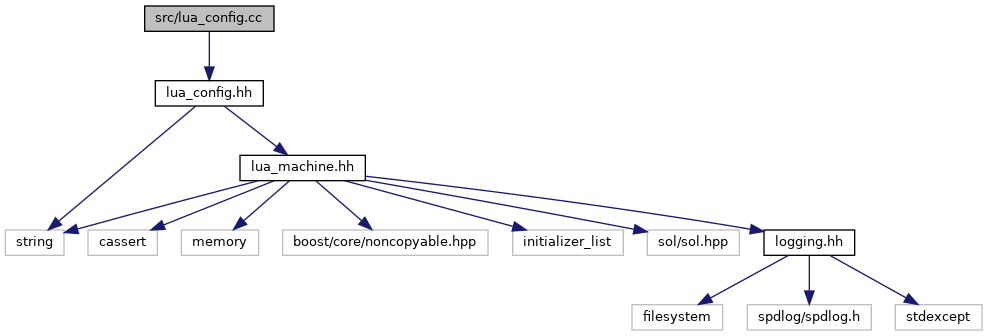 src/lua_config.cc
lua_config.hh
lua_machine.hh
string
cassert
memory
boost/core/noncopyable.hpp
initializer_list
sol/sol.hpp
logging.hh
filesystem
spdlog/spdlog.h
stdexcept